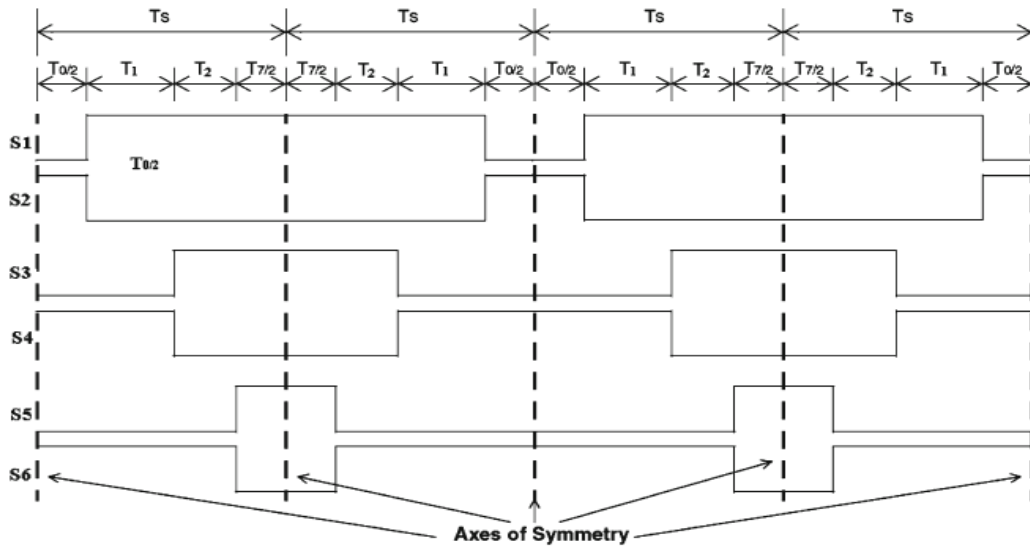 Ts Ts Ts Ts
T0/2 T1 T2 T7/2 T7/2 T2 T1 T0/2 T0/2 T1 T2 T7/2 T7/2 T2 T1 T0/2
S1
T0/2
S2
S3
S4
S5
S6
Axes of Symmetry